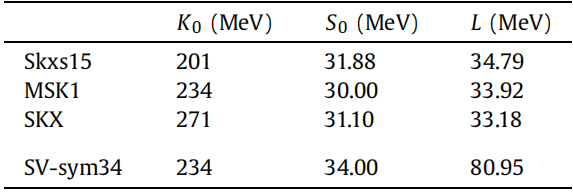 K0 (MeV) S0 (MeV) L (MeV)
Skxs15 201 31.88 34.79
MSK1 234 30.00 33.92
SKX 271 31.10 33.18
SV-sym34 234 34.00 80.95